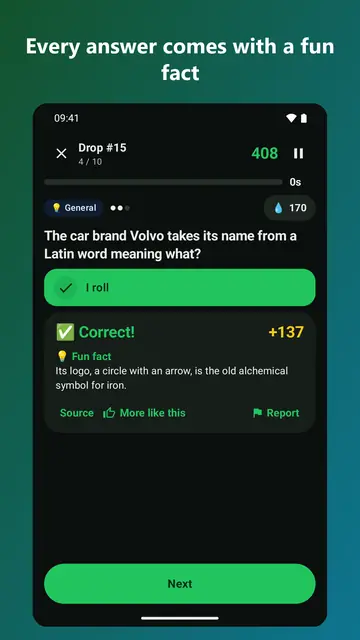 Every answer comes with a fun
fact
09:41
Drop #15
4 / 10
408
0s
💡 General
💧 170
The car brand Volvo takes its name from a
Latin word meaning what?
I roll
✅ Correct!
+137
💡 Fun fact
Its logo, a circle with an arrow, is the old alchemical
symbol for iron.
Source
More like this
Report
Next